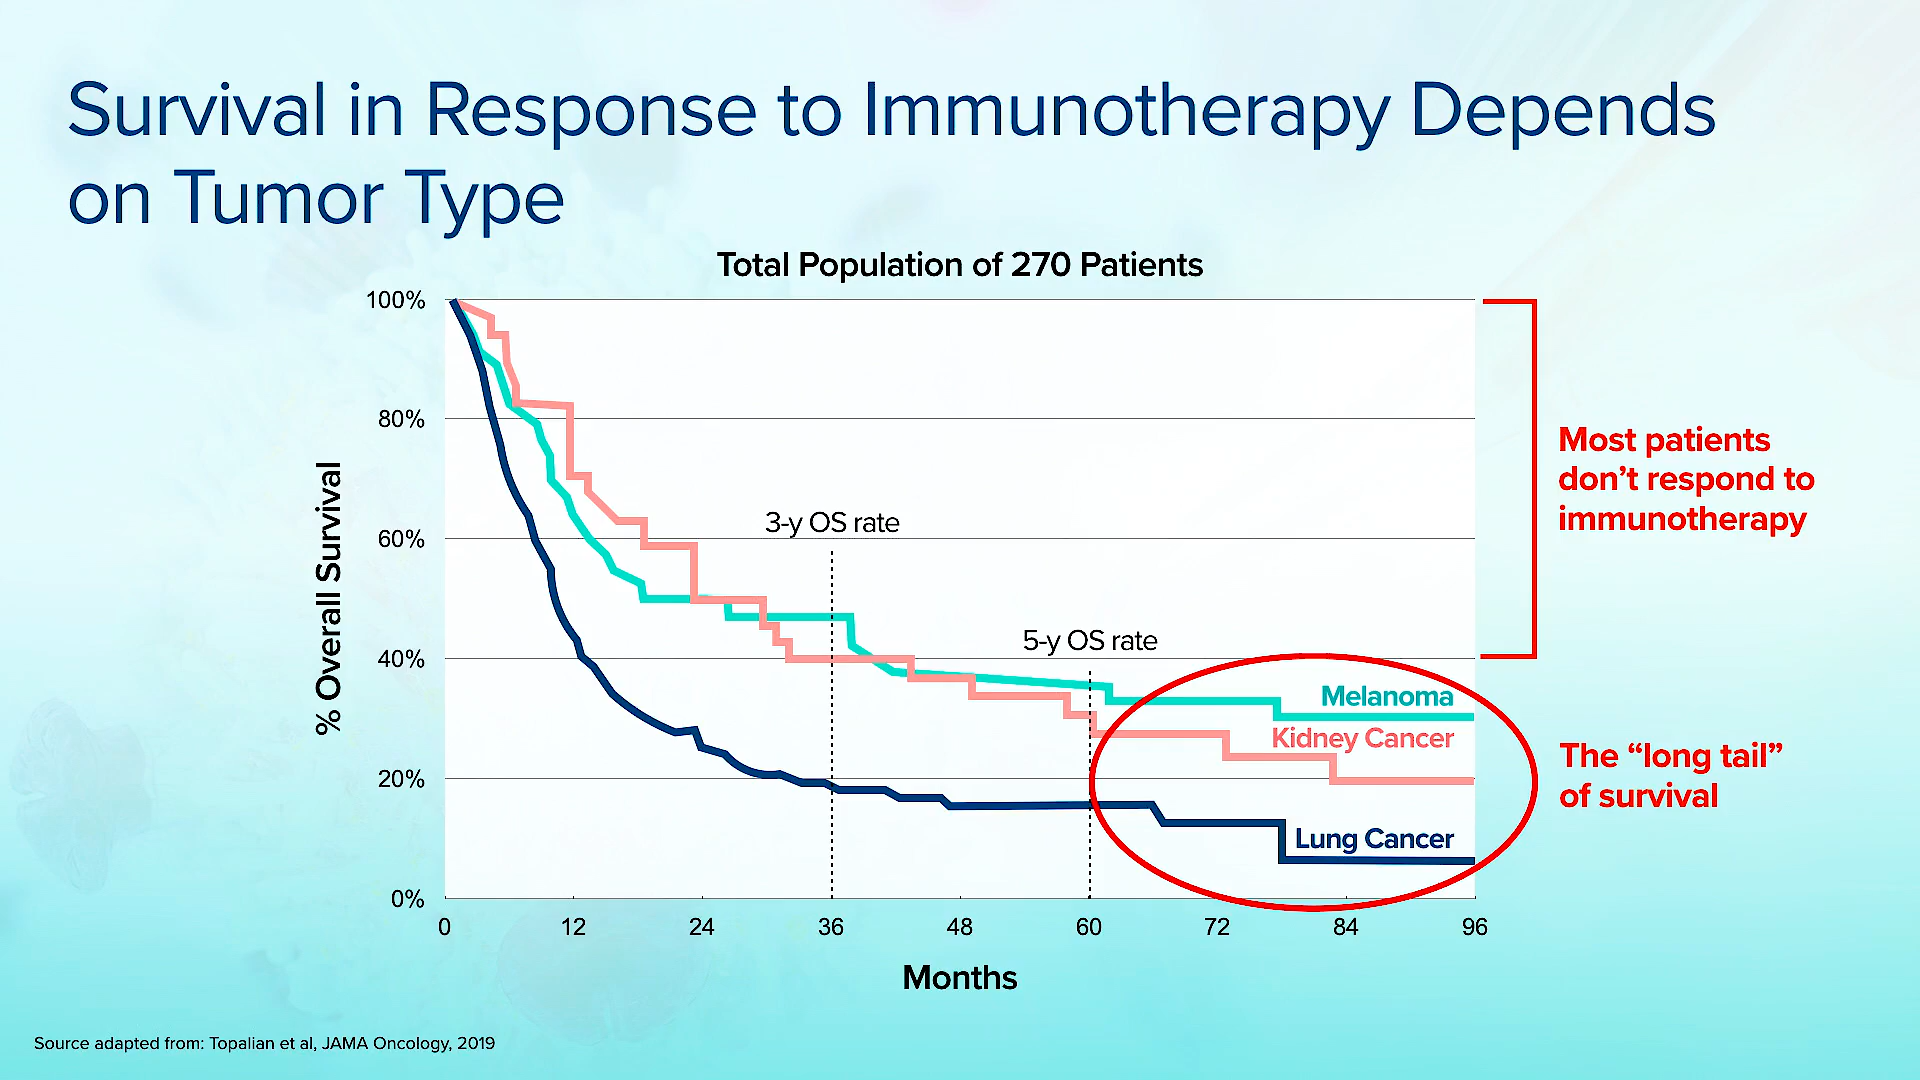 Survival in Response to Immunotherapy Depends
on Tumor Type
Total Population of 270 Patients
100%
80%
60%
40%
20%
0%
% Overall Survival
3-y OS rate
5-y OS rate
Melanoma
Kidney Cancer
Lung Cancer
Most patients
don’t respond to
immunotherapy
The “long tail”
of survival
0 12 24 36 48 60 72 84 96
Months
Source adapted from: Topalian et al, JAMA Oncology, 2019